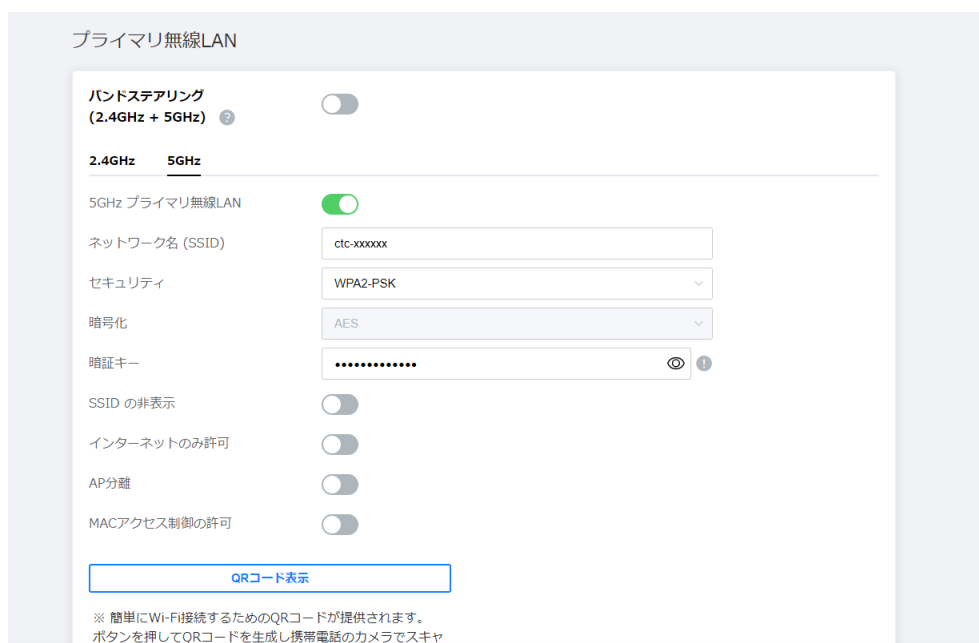 プライマリ無線LAN
バンドステアリング
(2.4GHz + 5GHz) ?
2.4GHz 5GHz
5GHz プライマリ無線LAN
ネットワーク名 (SSID) ctc-xxxxxx
セキュリティ WPA2-PSK
暗号化 AES
暗証キー ••••••••••••• !
SSID の非表示
インターネットのみ許可
AP分離
MACアクセス制御の許可
QRコード表示
※ 簡単にWi-Fi接続するためのQRコードが提供されます。
ボタンを押してQRコードを生成し携帯電話のカメラでスキャ